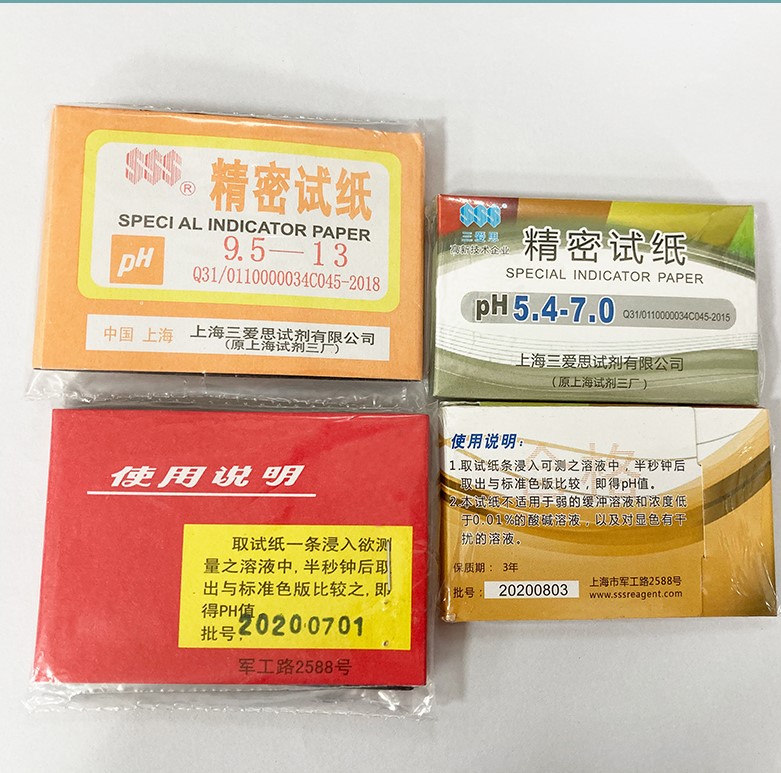 SSS
®
精密试纸
SPECIAL INDICATOR PAPER
pH
9.5—13
Q31/0110000034C045-2018
中国 上海
上海三爱思试剂有限公司
(原上海试剂三厂)
SSS
三爱思
高新技术企业
精密试纸
SPECIAL INDICATOR PAPER
pH 5.4-7.0
Q31/0110000034C045-2015
上海三爱思试剂有限公司
(原上海试剂三厂)
使用说明
取试纸一条浸入欲测
量之溶液中,半秒钟后取
出与标准色版比较之,即
得PH值
批号:20200701
军工路2588号
使用说明:
1.取试纸条浸入可测之溶液中,半秒钟后
取出与标准色版比较,即得pH值。
2.本试纸不适用于弱的缓冲溶液和浓度低
于0.01%的酸碱溶液,以及对显色有干
扰的溶液。
合格
保质期: 3年
批号: 20200803
上海市军工路2588号
www.sssreagent.com